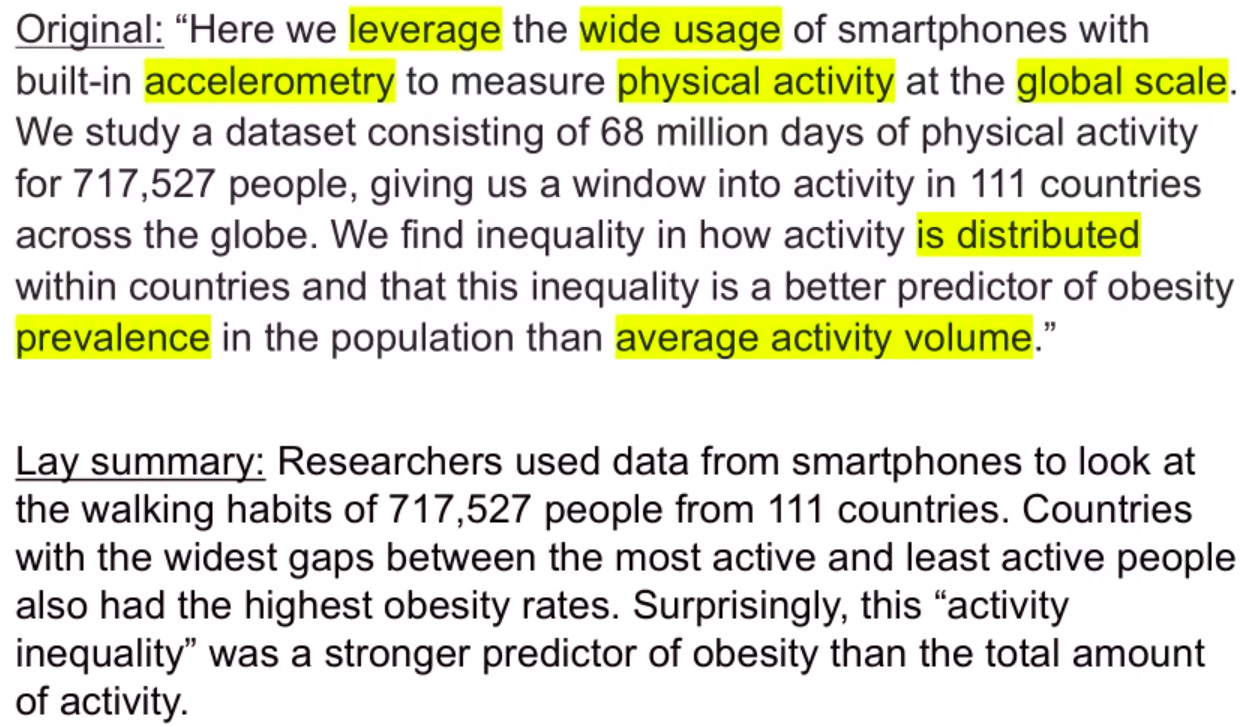 Original: “Here we leverage the wide usage of smartphones with
built-in accelerometry to measure physical activity at the global scale.
We study a dataset consisting of 68 million days of physical activity
for 717,527 people, giving us a window into activity in 111 countries
across the globe. We find inequality in how activity is distributed
within countries and that this inequality is a better predictor of obesity
prevalence in the population than average activity volume.”
Lay summary: Researchers used data from smartphones to look at
the walking habits of 717,527 people from 111 countries. Countries
with the widest gaps between the most active and least active people
also had the highest obesity rates. Surprisingly, this “activity
inequality” was a stronger predictor of obesity than the total amount
of activity.